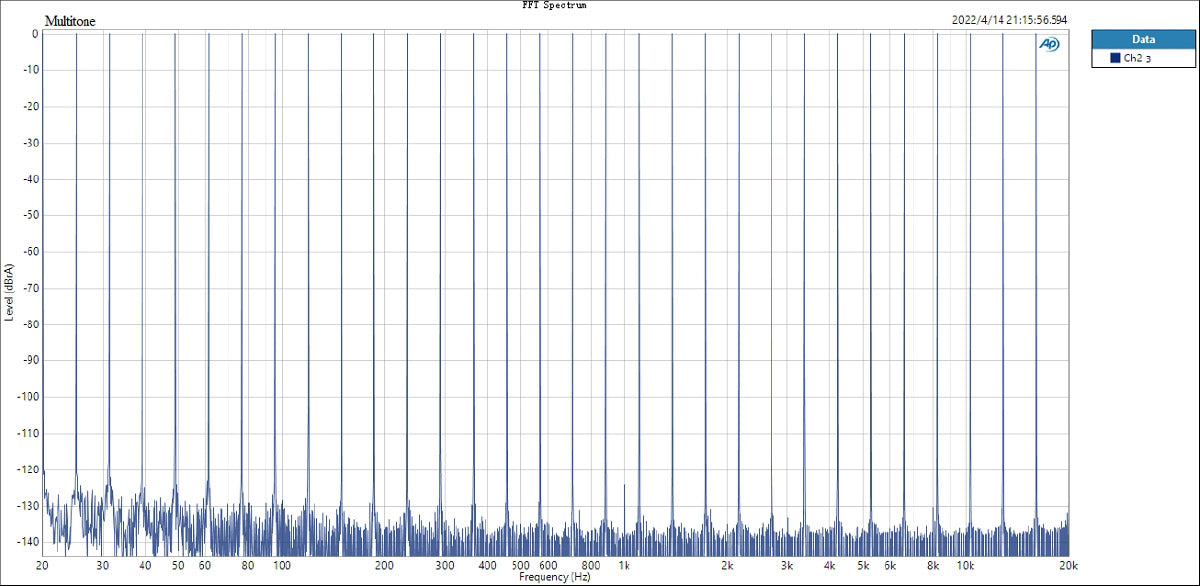 FFT Spectrum
Multitone
2022/4/14 21:15:56.594
AP
Data
Ch2 3
0
-10
-20
-30
-40
-50
-60
-70
-80
-90
-100
-110
-120
-130
-140
Level (dBrA)
20 30 40 50 60 80 100 200 300 400 500 600 800 1k 2k 3k 4k 5k 6k 8k 10k 20k
Frequency (Hz)